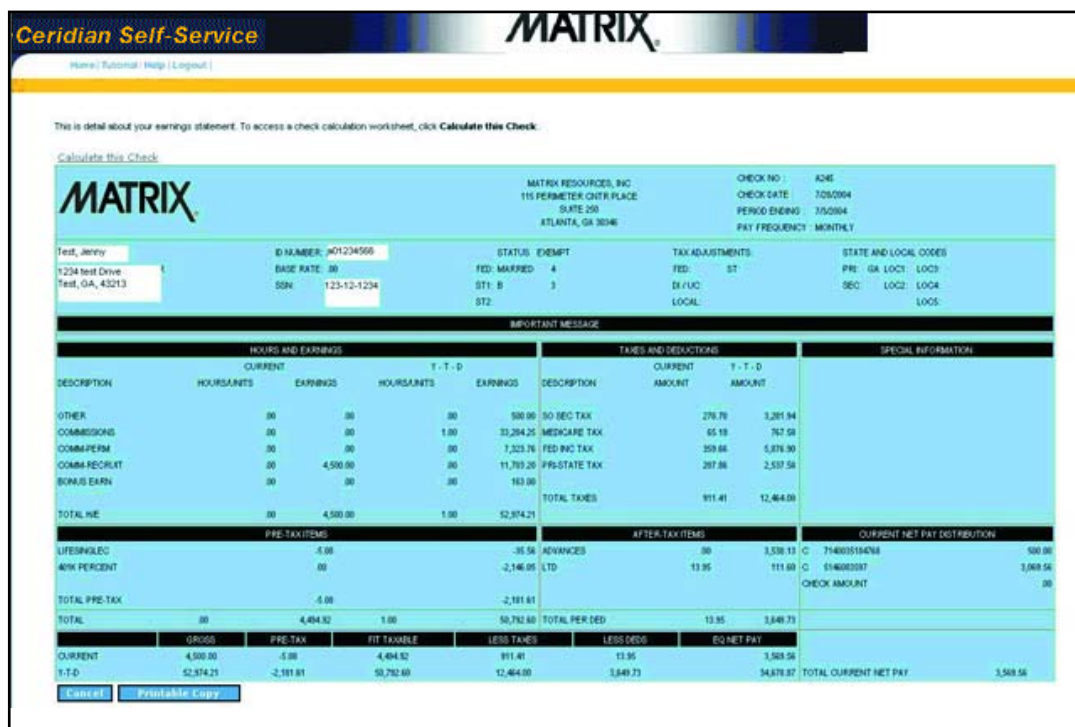 Ceridian Self-Service
MATRIX®
Home | Tutorial | Help | Logout |
This is detail about your earnings statement. To access a check calculation worksheet, click Calculate this Check.
Calculate this Check
MATRIX®
MATRIX RESOURCES, INC
115 PERIMETER CNTR PLACE
SUITE 250
ATLANTA, GA 30346
CHECK NO : A245
CHECK DATE : 7/28/2004
PERIOD ENDING : 7/5/2004
PAY FREQUENCY : MONTHLY
Test, Jenny
1234 test Drive
Test, GA, 43213
ID NUMBER: A01234566
BASE RATE: .00
SSN: 123-12-1234
STATUS EXEMPT
FED: MARRIED 4
ST1: B 3
ST2:
TAX ADJUSTMENTS:
FED: ST:
DI / UC:
LOCAL:
STATE AND LOCAL CODES
PRI: GA LOC1: LOC3:
SEC: LOC2: LOC4:
LOC5:
IMPORTANT MESSAGE
HOURS AND EARNINGS
CURRENT Y - T - D
DESCRIPTION HOURS/UNITS EARNINGS HOURS/UNITS EARNINGS
OTHER .00 .00 .00 500.00
COMMISSIONS .00 .00 1.00 33,284.25
COMM-PERM .00 .00 .00 7,323.76
COMM-RECRUIT .00 4,500.00 .00 11,703.20
BONUS EARN .00 .00 .00 163.00
TOTAL H/E .00 4,500.00 1.00 52,974.21
TAXES AND DEDUCTIONS
CURRENT Y - T - D
DESCRIPTION AMOUNT AMOUNT
SO SEC TAX 278.70 3,281.94
MEDICARE TAX 65.18 767.58
FED INC TAX 359.66 5,876.90
PRI-STATE TAX 207.86 2,537.58
TOTAL TAXES 911.41 12,464.00
SPECIAL INFORMATION
PRE-TAX ITEMS
LIFESINGLEC -5.08 -35.56
401K PERCENT .00 -2,146.05
TOTAL PRE-TAX -5.08 -2,181.61
TOTAL .00 4,494.92 1.00 50,792.60
AFTER-TAX ITEMS
ADVANCES .00 3,538.13
LTD 13.95 111.60
TOTAL PER DED 13.95 3,649.73
CURRENT NET PAY DISTRIBUTION
C 500.00
C 3,069.56
CHECK AMOUNT .00
GROSS PRE-TAX FIT TAXABLE LESS TAXES LESS DEDS EQ NET PAY
CURRENT 4,500.00 -5.08 4,494.92 911.41 13.95 3,569.56
Y-T-D 52,974.21 -2,181.61 50,792.60 12,464.00 3,649.73 34,678.87
TOTAL CURRENT NET PAY 3,569.56
Cancel
Printable Copy